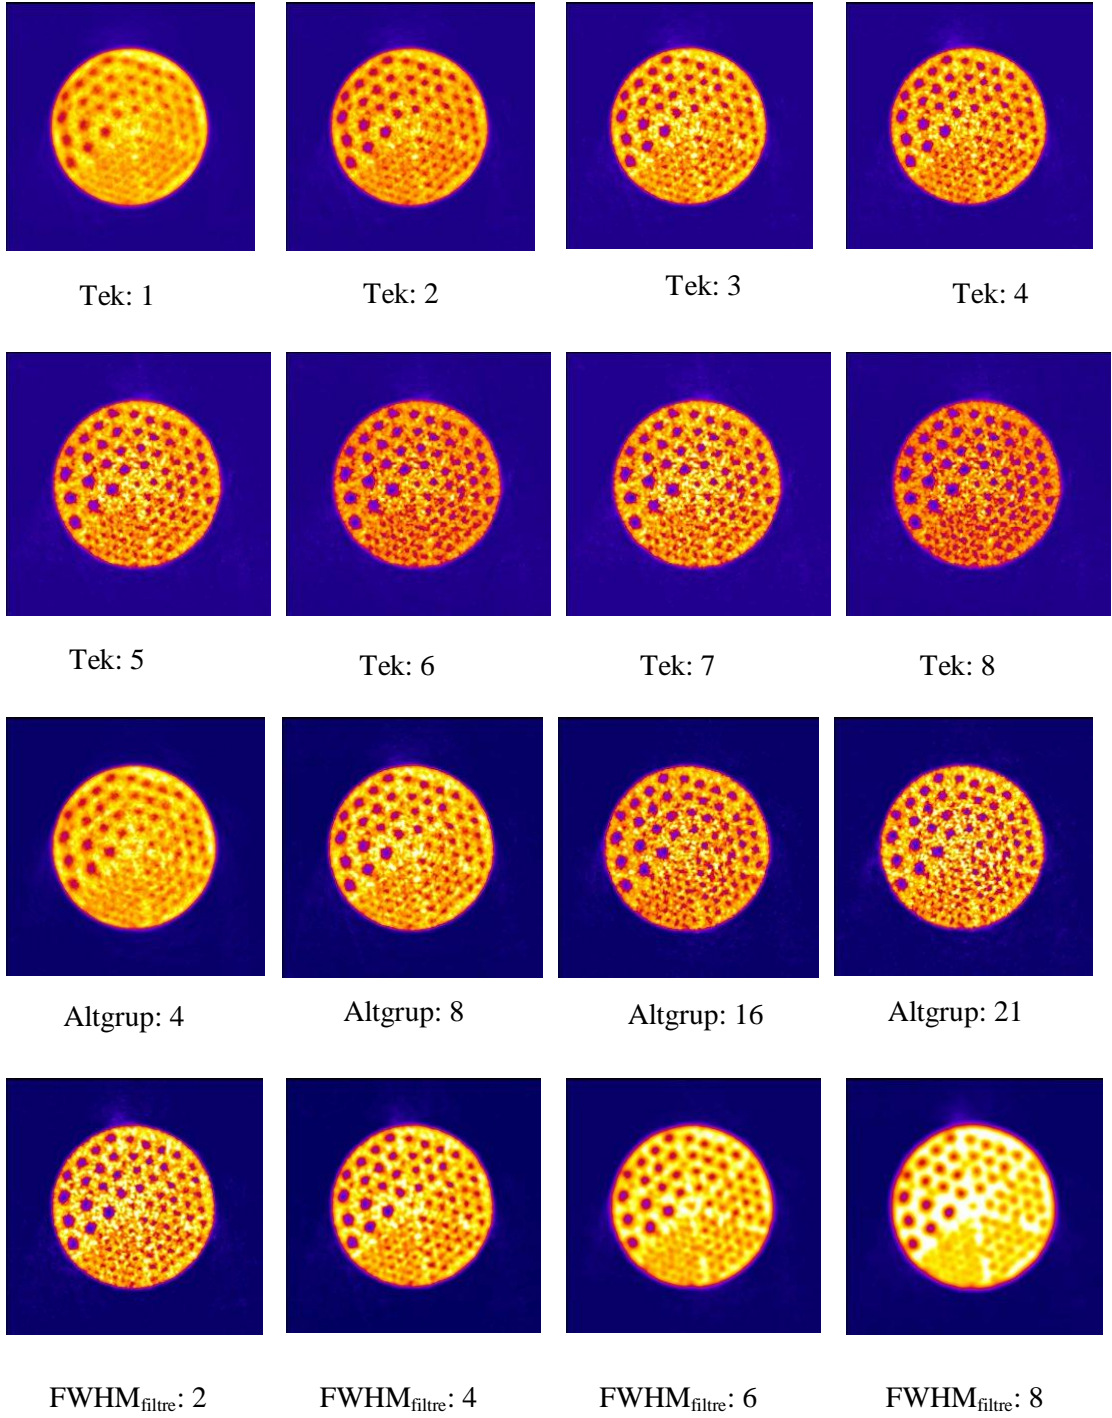 Tek: 1
Tek: 2
Tek: 3
Tek: 4
Tek: 5
Tek: 6
Tek: 7
Tek: 8
Altgrup: 4
Altgrup: 8
Altgrup: 16
Altgrup: 21
FWHMfiltre: 2
FWHMfiltre: 4
FWHMfiltre: 6
FWHMfiltre: 8